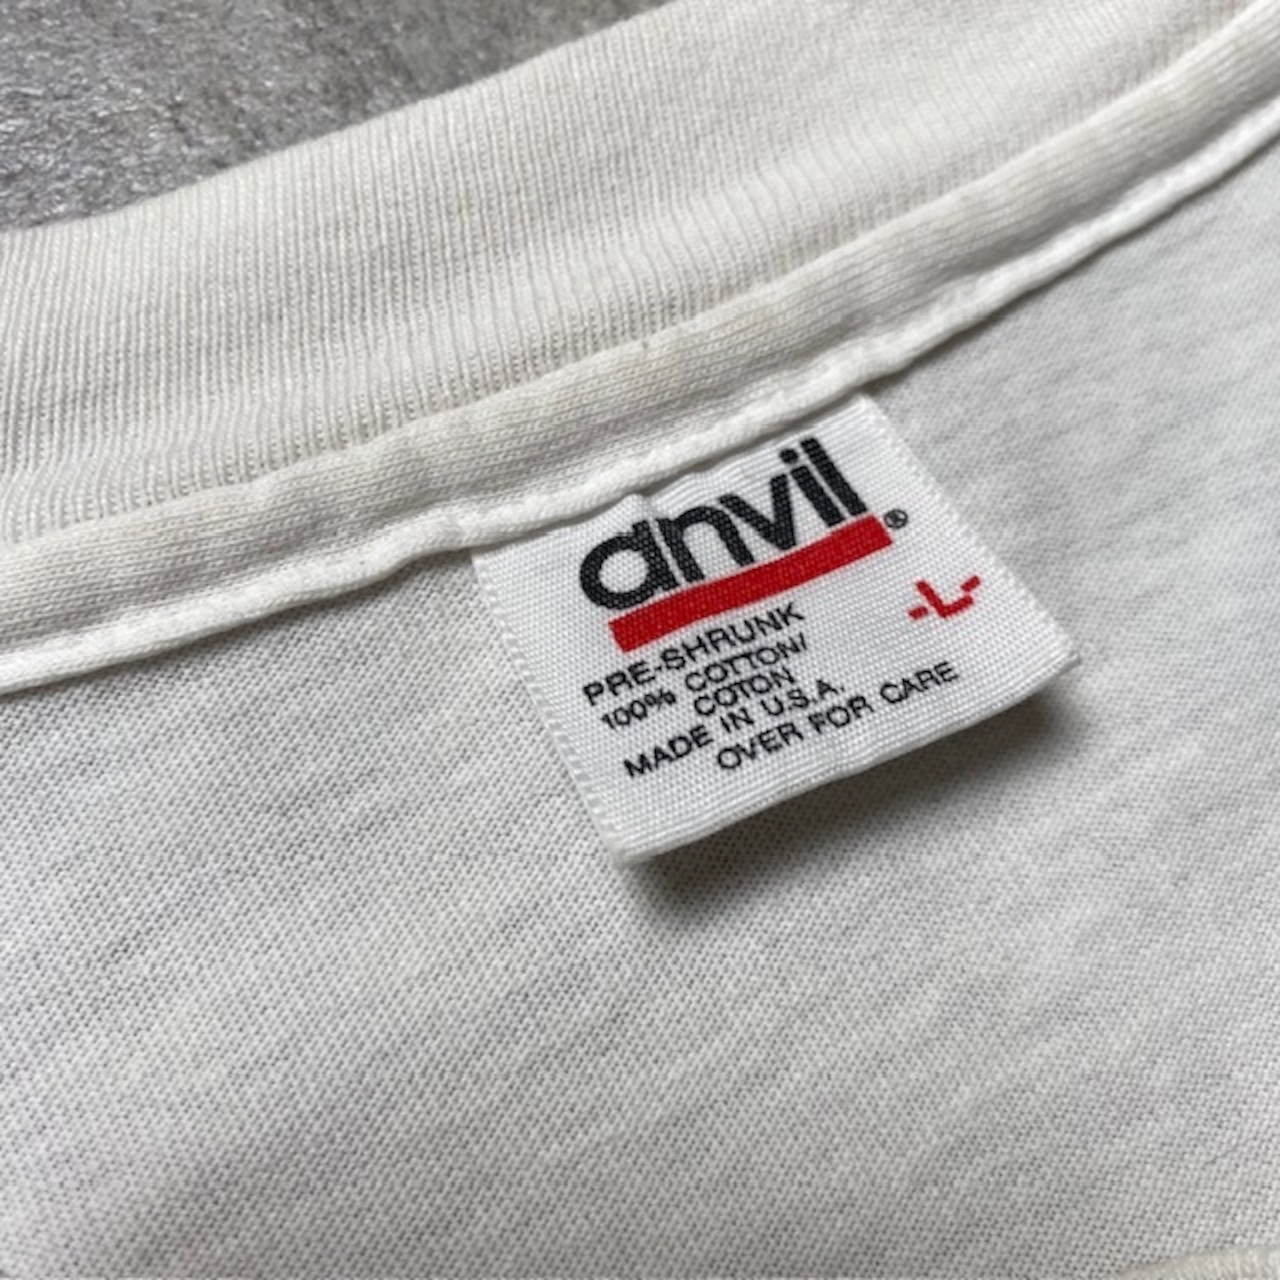 anvil®
-L-
PRE-SHRUNK
100% COTTON/
COTON
MADE IN U.S.A.
OVER FOR CARE